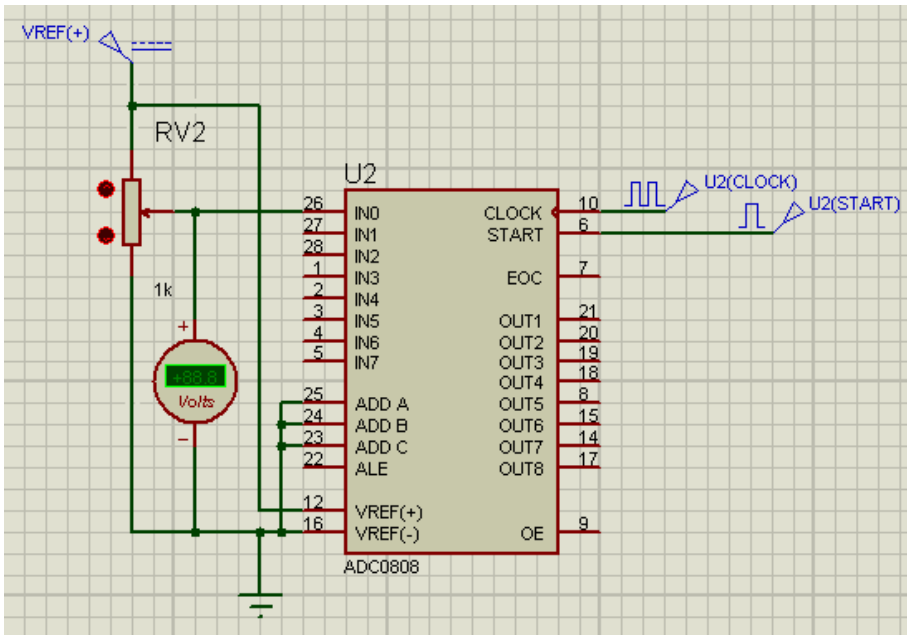 VREF(+)
RV2
1k
+88.8
Volts
+
−
U2
26 IN0
27 IN1
28 IN2
1 IN3
2 IN4
3 IN5
4 IN6
5 IN7
25 ADD A
24 ADD B
23 ADD C
22 ALE
12 VREF(+)
16 VREF(-)
CLOCK 10
START 6
EOC 7
OUT1 21
OUT2 20
OUT3 19
OUT4 18
OUT5 8
OUT6 15
OUT7 14
OUT8 17
OE 9
ADC0808
U2(CLOCK)
U2(START)